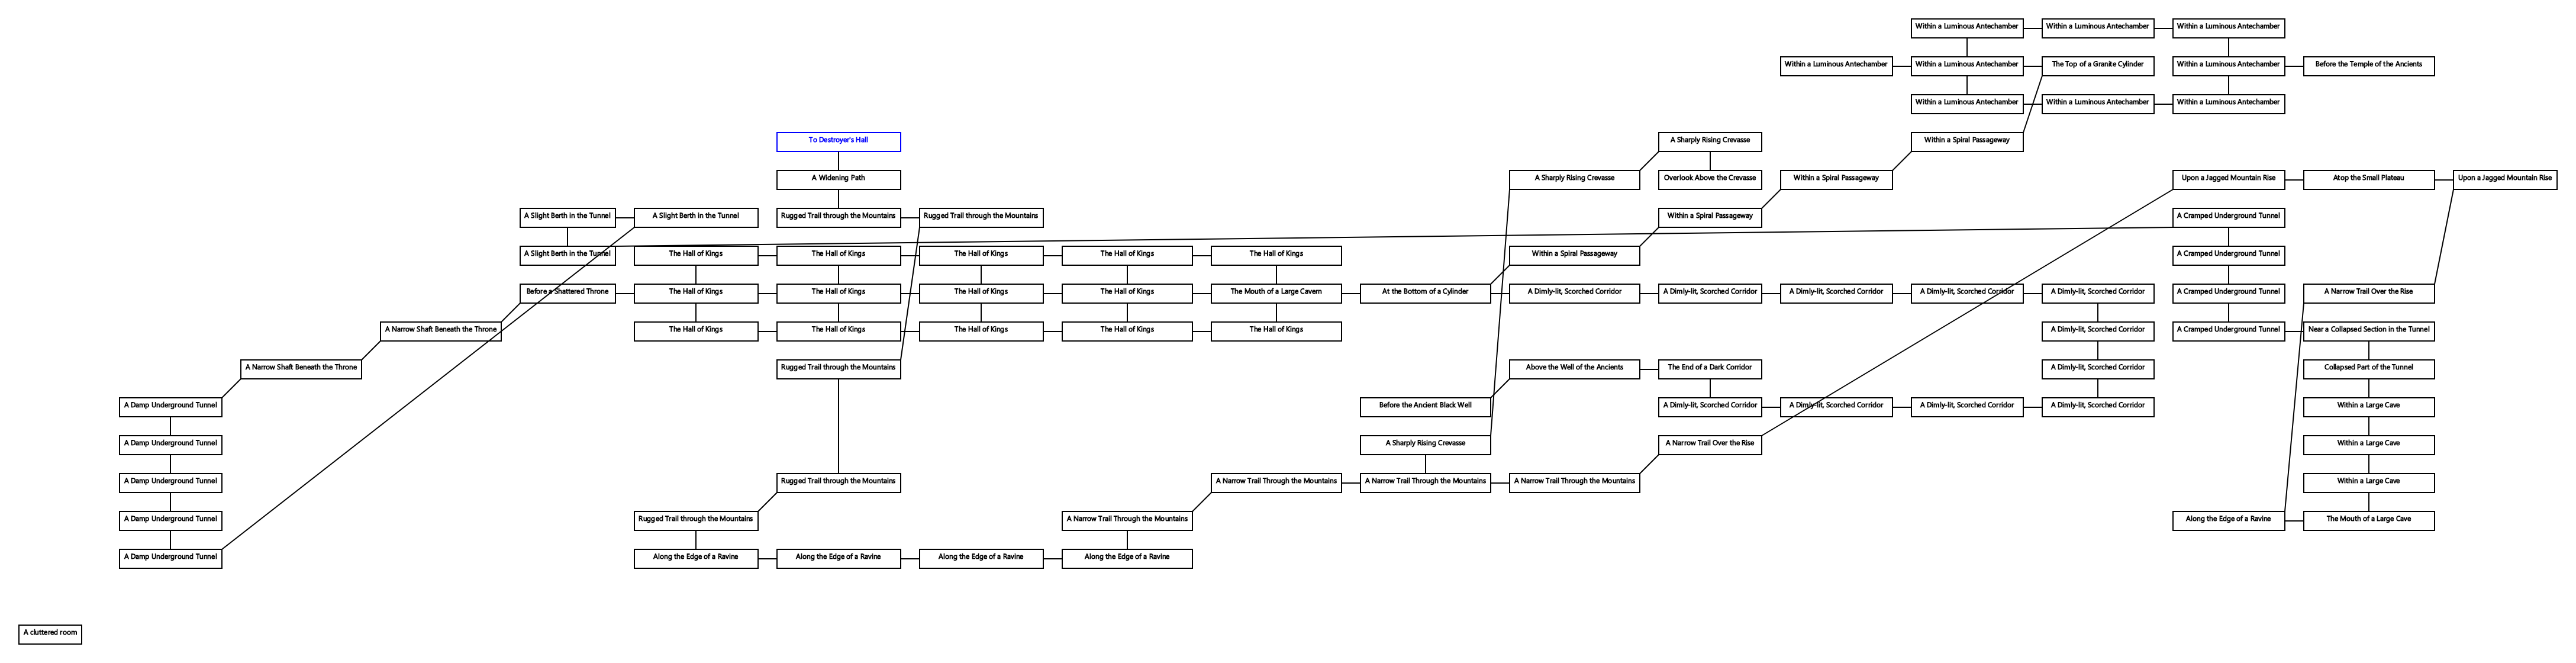 Within a Luminous Antechamber
Within a Luminous Antechamber
Within a Luminous Antechamber
Within a Luminous Antechamber
Within a Luminous Antechamber
The Top of a Granite Cylinder
Within a Luminous Antechamber
Before the Temple of the Ancients
Within a Luminous Antechamber
Within a Luminous Antechamber
Within a Luminous Antechamber
To Destroyer's Hall
A Sharply Rising Crevasse
Within a Spiral Passageway
A Widening Path
A Sharply Rising Crevasse
Overlook Above the Crevasse
Within a Spiral Passageway
Upon a Jagged Mountain Rise
Atop the Small Plateau
Upon a Jagged Mountain Rise
A Slight Berth in the Tunnel
A Slight Berth in the Tunnel
Rugged Trail through the Mountains
Rugged Trail through the Mountains
Within a Spiral Passageway
A Cramped Underground Tunnel
A Slight Berth in the Tunnel
The Hall of Kings
The Hall of Kings
The Hall of Kings
The Hall of Kings
The Hall of Kings
Within a Spiral Passageway
A Cramped Underground Tunnel
Before a Shattered Throne
The Hall of Kings
The Hall of Kings
The Hall of Kings
The Hall of Kings
The Mouth of a Large Cavern
At the Bottom of a Cylinder
A Dimly-lit, Scorched Corridor
A Dimly-lit, Scorched Corridor
A Dimly-lit, Scorched Corridor
A Dimly-lit, Scorched Corridor
A Dimly-lit, Scorched Corridor
A Cramped Underground Tunnel
A Narrow Trail Over the Rise
A Narrow Shaft Beneath the Throne
The Hall of Kings
The Hall of Kings
The Hall of Kings
The Hall of Kings
The Hall of Kings
A Dimly-lit, Scorched Corridor
A Cramped Underground Tunnel
Near a Collapsed Section in the Tunnel
A Narrow Shaft Beneath the Throne
Rugged Trail through the Mountains
Above the Well of the Ancients
The End of a Dark Corridor
A Dimly-lit, Scorched Corridor
Collapsed Part of the Tunnel
A Damp Underground Tunnel
Before the Ancient Black Well
A Dimly-lit, Scorched Corridor
A Dimly-lit, Scorched Corridor
A Dimly-lit, Scorched Corridor
A Dimly-lit, Scorched Corridor
Within a Large Cave
A Damp Underground Tunnel
A Sharply Rising Crevasse
A Narrow Trail Over the Rise
Within a Large Cave
A Damp Underground Tunnel
Rugged Trail through the Mountains
A Narrow Trail Through the Mountains
A Narrow Trail Through the Mountains
A Narrow Trail Through the Mountains
Within a Large Cave
A Damp Underground Tunnel
Rugged Trail through the Mountains
A Narrow Trail Through the Mountains
Along the Edge of a Ravine
The Mouth of a Large Cave
A Damp Underground Tunnel
Along the Edge of a Ravine
Along the Edge of a Ravine
Along the Edge of a Ravine
Along the Edge of a Ravine
A cluttered room